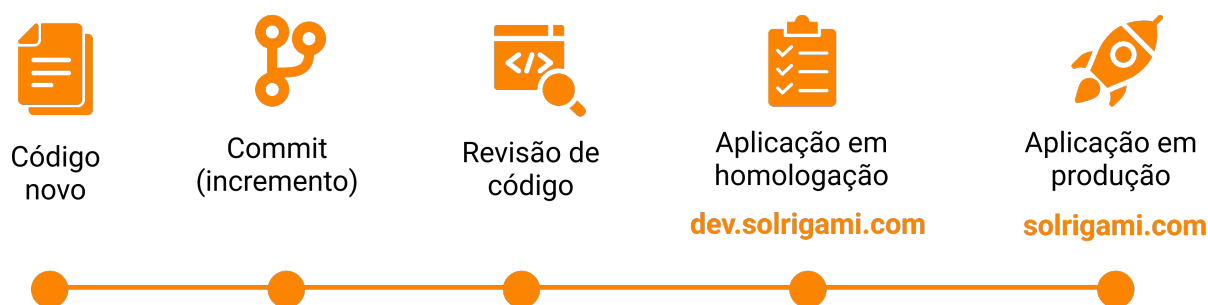 Código
novo
Commit
(incremento)
Revisão de
código
Aplicação em
homologação
dev.solrigami.com
Aplicação em
produção
solrigami.com